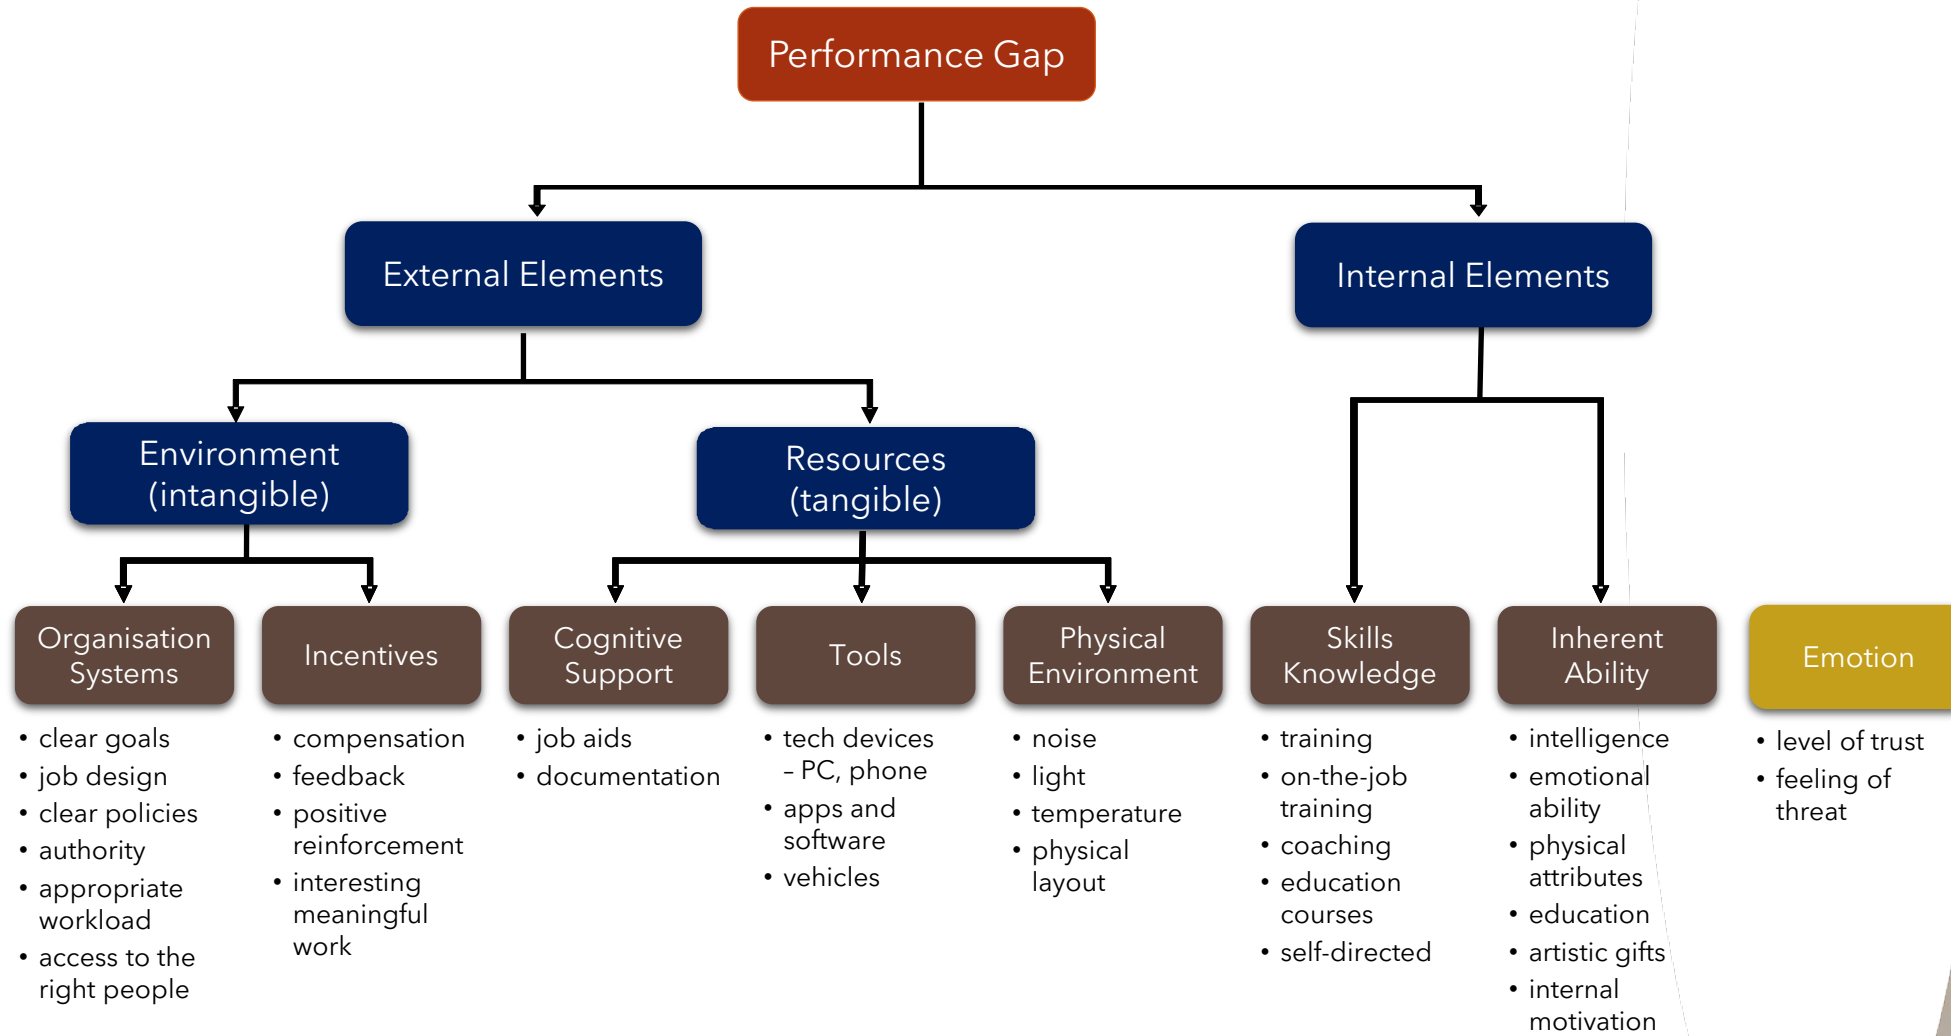 Performance Gap
External Elements
Internal Elements
Environment
(intangible)
Resources
(tangible)
Organisation
Systems
• clear goals
• job design
• clear policies
• authority
• appropriate
workload
• access to the
right people
Incentives
• compensation
• feedback
• positive
reinforcement
• interesting
meaningful
work
Cognitive
Support
• job aids
• documentation
Tools
• tech devices
– PC, phone
• apps and
software
• vehicles
Physical
Environment
• noise
• light
• temperature
• physical
layout
Skills
Knowledge
• training
• on-the-job
training
• coaching
• education
courses
• self-directed
Inherent
Ability
• intelligence
• emotional
ability
• physical
attributes
• education
• artistic gifts
• internal
motivation
Emotion
• level of trust
• feeling of
threat